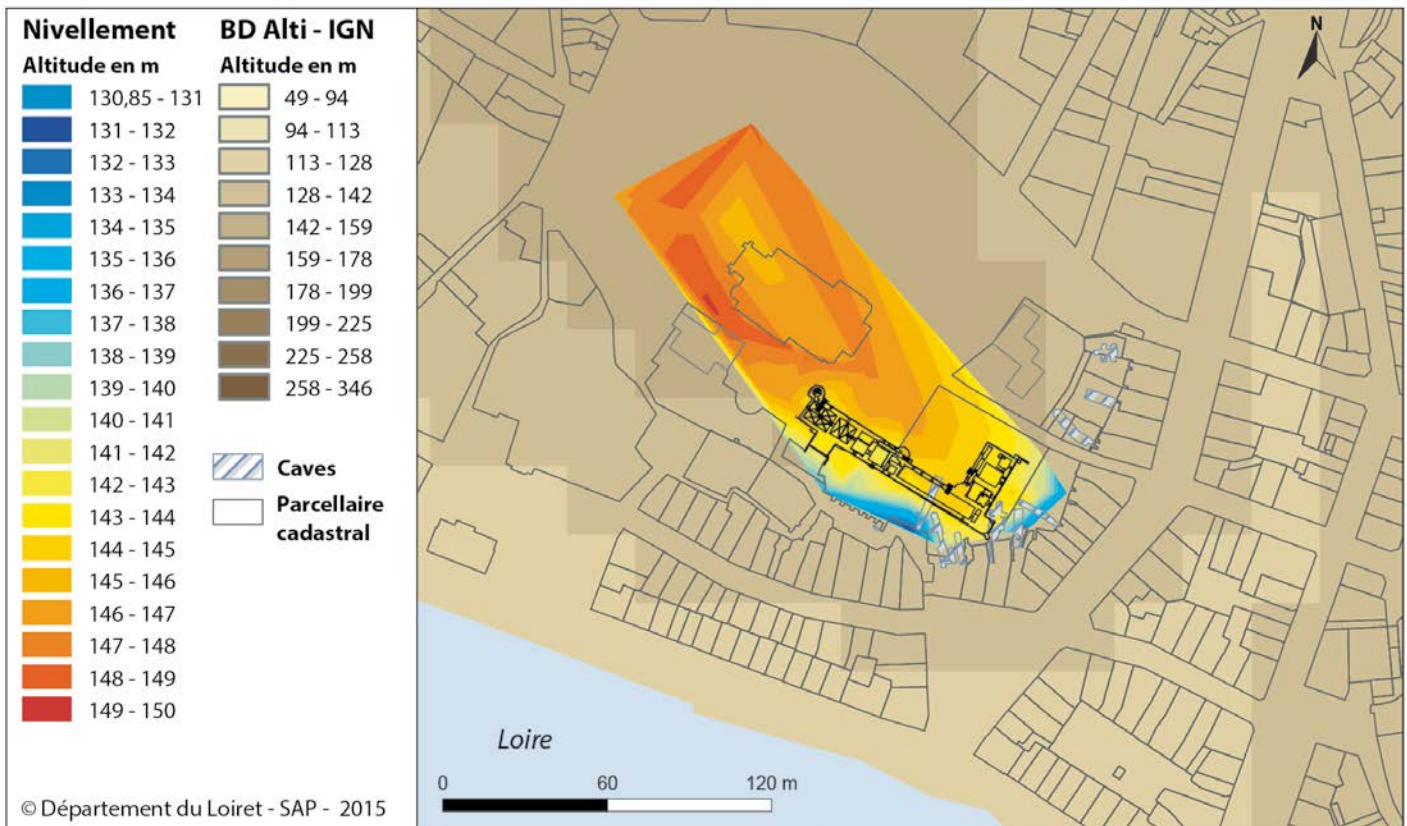 Nivellement
Altitude en m
130,85 - 131
131 - 132
132 - 133
133 - 134
134 - 135
135 - 136
136 - 137
137 - 138
138 - 139
139 - 140
140 - 141
141 - 142
142 - 143
143 - 144
144 - 145
145 - 146
146 - 147
147 - 148
148 - 149
149 - 150
BD Alti - IGN
Altitude en m
49 - 94
94 - 113
113 - 128
128 - 142
142 - 159
159 - 178
178 - 199
199 - 225
225 - 258
258 - 346
Caves
Parcellaire
cadastral
© Département du Loiret - SAP - 2015
N
Loire
0 60 120 m